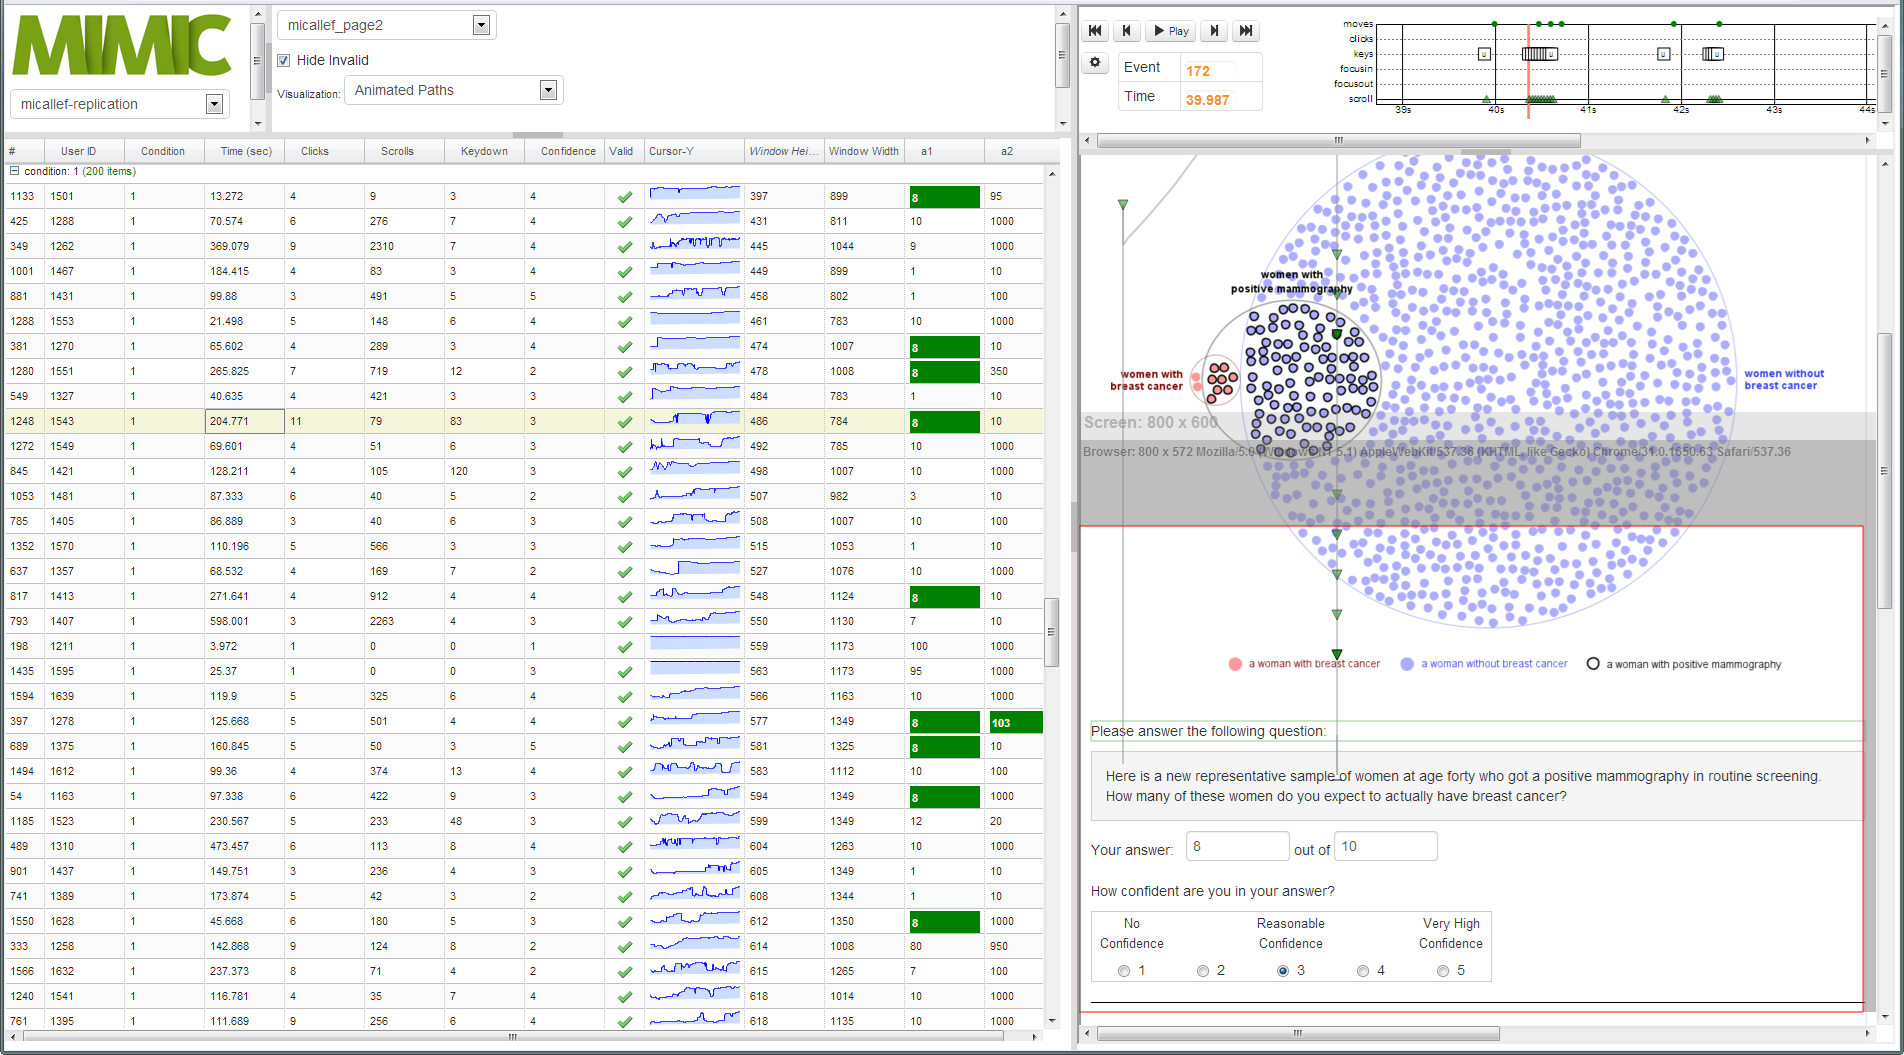 MIMIC
micallef-replication
micallef_page2
Hide Invalid
Visualization: Animated Paths
# User ID Condition Time (sec) Clicks Scrolls Keydown Confidence Valid Cursor-Y Window Hei... Window Width a1 a2
condition: 1 (200 items)
1133 1501 1 13.272 4 9 3 4 397 899 8 95
425 1288 1 70.574 6 276 7 4 431 811 10 1000
349 1262 1 369.079 9 2310 7 4 445 1044 9 1000
1001 1467 1 184.415 4 83 3 4 449 899 1 10
881 1431 1 99.88 3 491 5 5 458 802 1 100
1288 1553 1 21.498 5 148 6 4 461 783 10 1000
381 1270 1 65.602 4 289 3 4 474 1007 8 10
1280 1551 1 265.825 7 719 12 2 478 1008 8 350
549 1327 1 40.635 4 421 3 3 484 783 1 10
1248 1543 1 204.771 11 79 83 3 486 784 8 10
1272 1549 1 69.601 4 51 6 3 492 785 10 1000
845 1421 1 128.211 4 105 120 3 498 1007 10 1000
1053 1481 1 87.333 6 40 5 2 507 982 3 10
785 1405 1 86.889 3 40 6 3 508 1007 10 100
1352 1570 1 110.196 5 566 3 3 515 1053 1 10
637 1357 1 68.532 4 169 7 2 527 1076 10 1000
817 1413 1 271.641 4 912 4 4 548 1124 8 10
793 1407 1 598.001 3 2263 4 3 550 1130 7 10
198 1211 1 3.972 1 0 0 1 559 1173 100 1000
1435 1595 1 25.37 1 0 0 3 563 1173 95 1000
1594 1639 1 119.9 5 325 6 4 566 1163 10 1000
397 1278 1 125.668 5 501 4 4 577 1349 8 103
689 1375 1 160.845 5 50 3 5 581 1325 8 10
1494 1612 1 99.36 4 374 13 4 583 1112 10 100
54 1163 1 97.338 6 422 9 3 594 1349 8 1000
1185 1523 1 230.567 5 233 48 3 599 1349 12 20
489 1310 1 473.457 6 113 8 4 604 1263 10 1000
901 1437 1 149.751 3 236 4 3 605 1349 1 10
741 1389 1 173.874 5 42 3 2 608 1344 1 10
1550 1628 1 45.668 6 180 5 3 612 1350 8 1000
333 1258 1 142.868 9 124 8 2 614 1008 80 950
1566 1632 1 237.373 8 71 4 2 615 1265 7 100
1240 1541 1 116.781 4 35 7 4 618 1014 10 1000
761 1395 1 111.689 9 256 6 4 618 1135 10 1000
Play
Event 172
Time 39.987
moves
clicks
keys
focusin
focusout
scroll
39s 40s 41s 42s 43s 44s
women with
positive mammography
women with
breast cancer
women without
breast cancer
Screen: 800 x 600
Browser: 800 x 572 Mozilla/5.0 (Windows NT 5.1) AppleWebKit/537.36 (KHTML, like Gecko) Chrome/31.0.1650.63 Safari/537.36
a woman with breast cancer a woman without breast cancer a woman with positive mammography
Please answer the following question:
Here is a new representative sample of women at age forty who got a positive mammography in routine screening.
How many of these women do you expect to actually have breast cancer?
Your answer: 8 out of 10
How confident are you in your answer?
No Reasonable Very High
Confidence Confidence Confidence
1 2 3 4 5